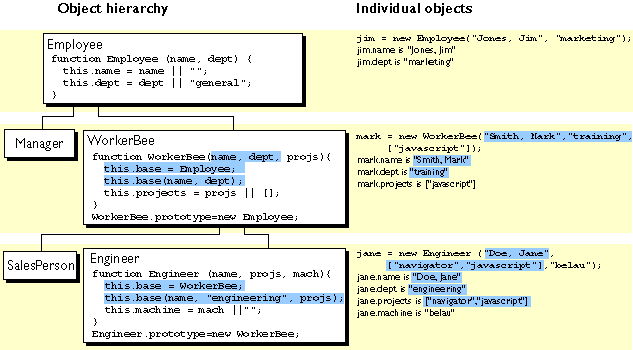 Object hierarchy
Individual objects
Employee
function Employee (name, dept) {
this.name = name || "";
this.dept = dept || "general";
}
jim = new Employee("Jones, Jim", "marketing");
jim.name is "Jones, Jim"
jim.dept is "marketing"
Manager
WorkerBee
function WorkerBee(name, dept, projs){
this.base = Employee;
this.base(name, dept);
this.projects = projs || [];
}
WorkerBee.prototype=new Employee;
mark = new WorkerBee("Smith, Mark","training",
["javascript"]);
mark.name is "Smith, Mark"
mark.dept is "training"
mark.projects is ["javascript"]
SalesPerson
Engineer
function Engineer (name, projs, mach){
this.base = WorkerBee;
this.base(name, "engineering", projs);
this.machine = mach ||"";
}
Engineer.prototype=new WorkerBee;
jane = new Engineer ("Doe, Jane",
["navigator","javascript"],"belau");
jane.name is "Doe, Jane"
jane.dept is "engineering"
jane.projects is ["navigator","javascript"]
jane.machine is "belau"